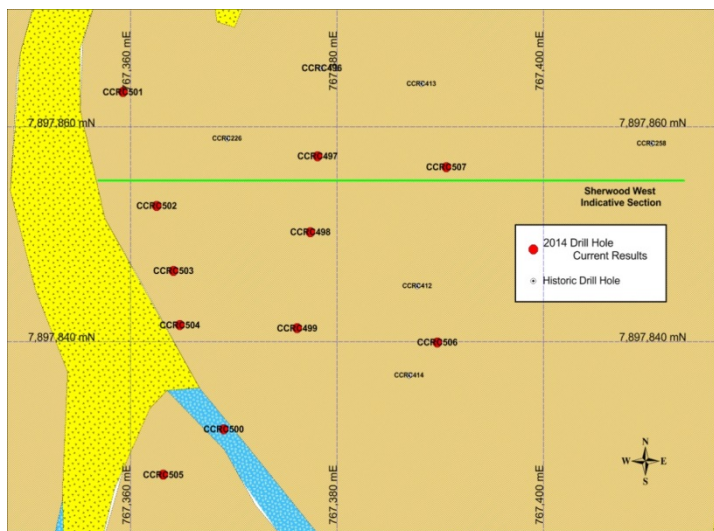 767,360 mE
767,380 mE
767,400 mE
CCRC496
CCRC413
CCRC501
7,897,860 mN
7,897,860 mN
CCRC226
CCRC258
CCRC497
CCRC507
Sherwood West
Indicative Section
CCRC502
CCRC498
2014 Drill Hole
Current Results
Historic Drill Hole
CCRC503
CCRC412
CCRC504
CCRC499
7,897,840 mN
CCRC506
7,897,840 mN
CCRC414
CCRC500
N
W
E
S
CCRC505
767,360 mE
767,380 mE
767,400 mE